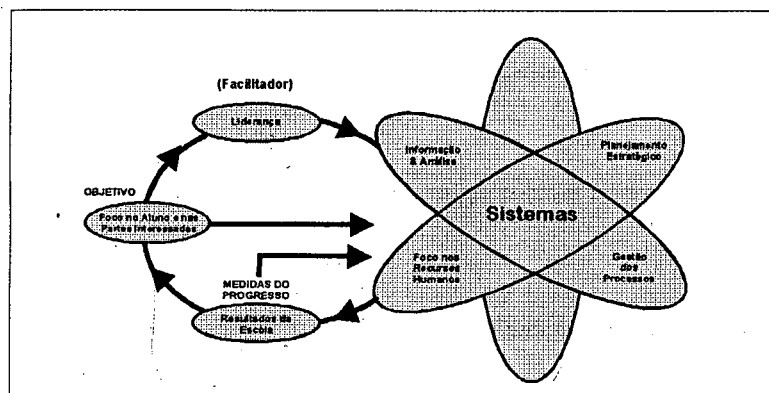 (Facilitador)
Liderança
Informação
& Análise
Planejamento
Estratégico
OBJETIVO
Foco no Aluno e nas
Partes Interessadas
Sistemas
Foco nos
Recursos
Humanos
Gestão
dos
Processos
MEDIDAS DO
PROGRESSO
Resultados da
Escola